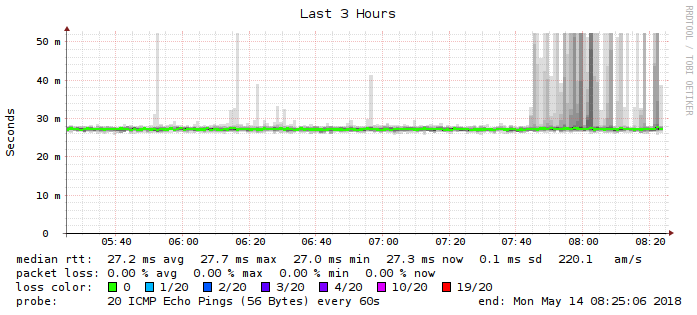 Last 3 Hours
RRDTOOL / TOBI OETIKER
Seconds
50 m
40 m
30 m
20 m
10 m
0
05:40 06:00 06:20 06:40 07:00 07:20 07:40 08:00 08:20
median rtt: 27.2 ms avg 27.7 ms max 27.0 ms min 27.3 ms now 0.1 ms sd 220.1 am/s
packet loss: 0.00 % avg 0.00 % max 0.00 % min 0.00 % now
loss color: 0 1/20 2/20 3/20 4/20 10/20 19/20
probe: 20 ICMP Echo Pings (56 Bytes) every 60s end: Mon May 14 08:25:06 2018